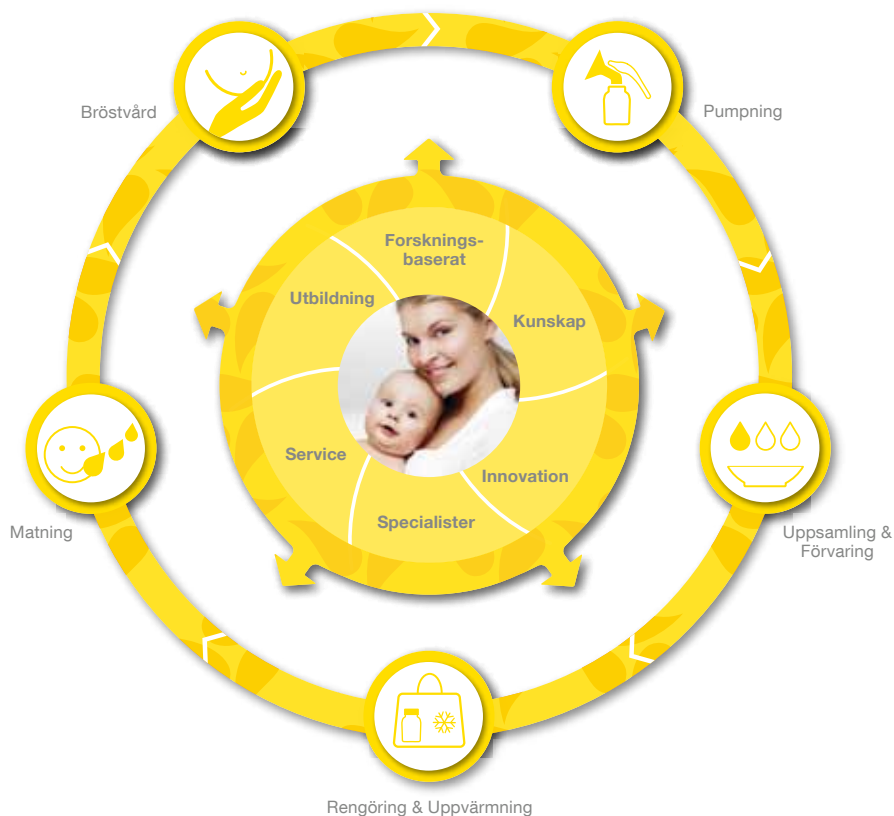 Bröstvård
Pumpning
Forsknings-
baserat
Utbildning
Kunskap
Service
Innovation
Specialister
Matning
Uppsamling &
Förvaring
Rengöring & Uppvärmning